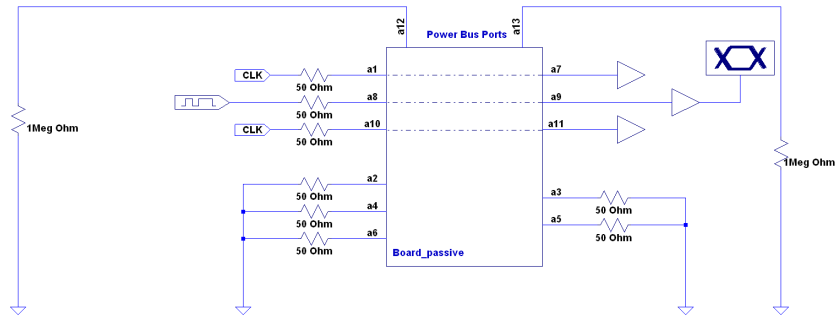 a12
a13
Power Bus Ports
CLK
50 Ohm
a1
a7
a8
50 Ohm
a9
CLK
50 Ohm
a10
a11
1Meg Ohm
1Meg Ohm
a2
50 Ohm
a3
50 Ohm
a4
50 Ohm
a5
50 Ohm
a6
50 Ohm
Board_passive